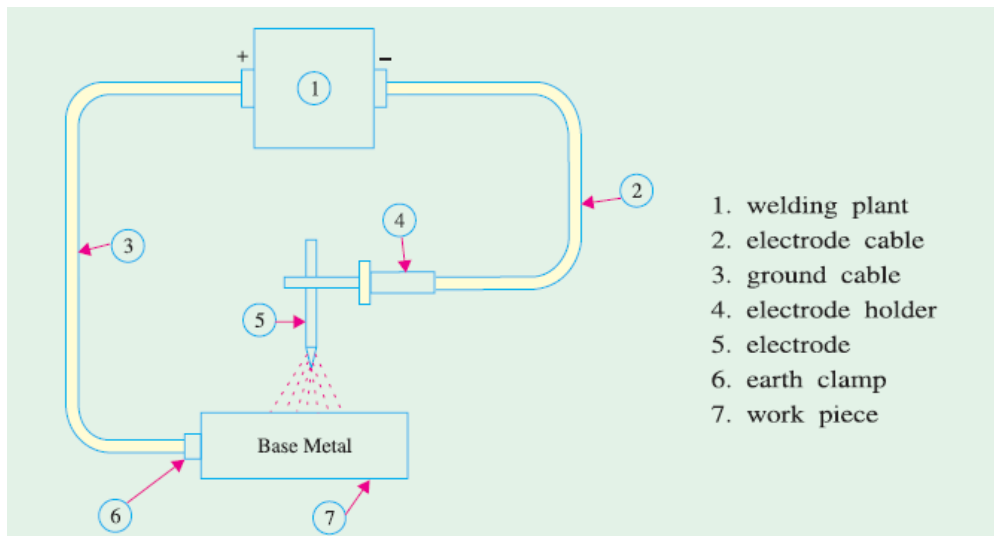 +
−
1
2
3
4
5
6
7
Base Metal
1. welding plant
2. electrode cable
3. ground cable
4. electrode holder
5. electrode
6. earth clamp
7. work piece